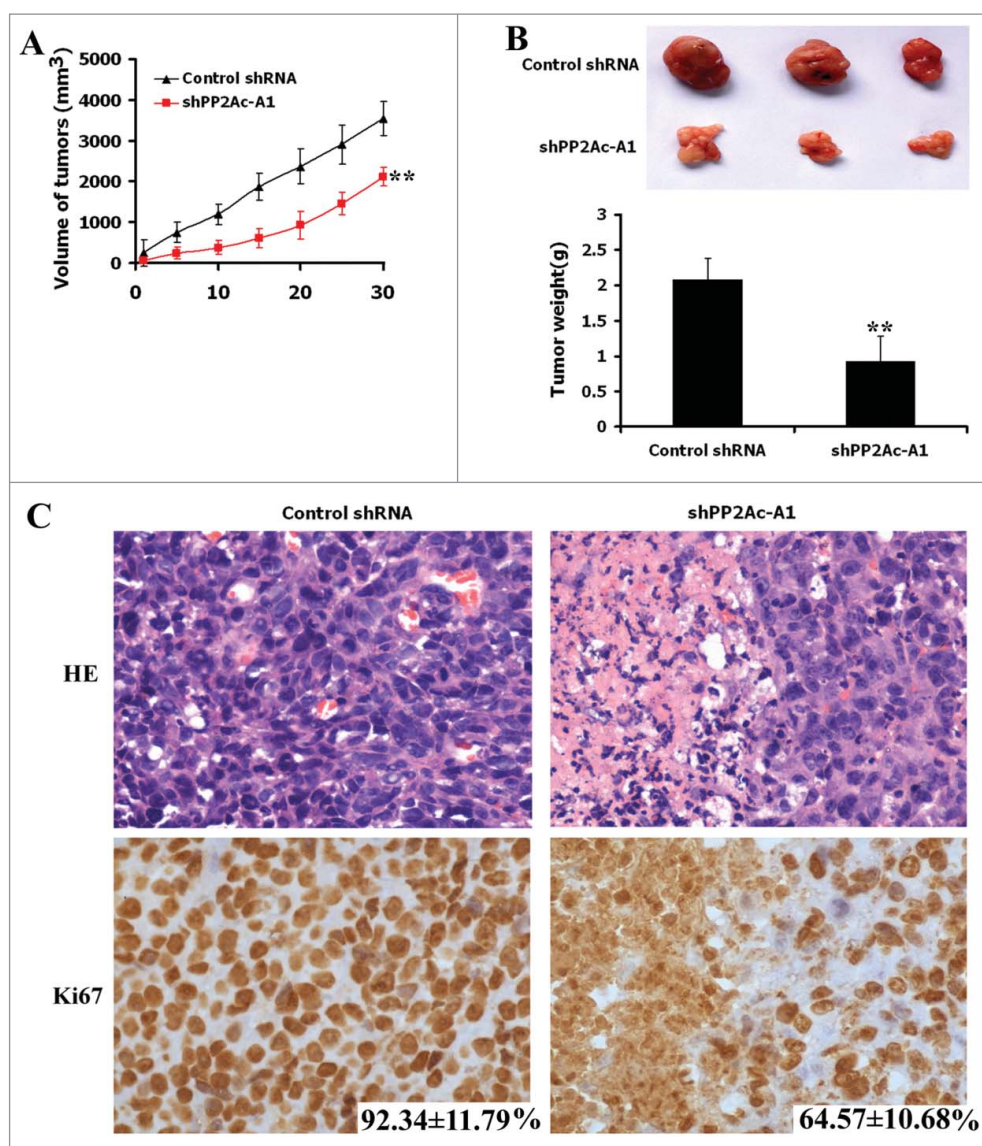 A
Volume of tumors (mm³)
5000
4000
3000
2000
1000
0
Control shRNA
shPP2Ac-A1
**
0
10
20
30
B
Control shRNA
shPP2Ac-A1
Tumor weight(g)
3
2.5
2
1.5
1
0.5
0
**
Control shRNA
shPP2Ac-A1
C
Control shRNA
shPP2Ac-A1
HE
Ki67
92.34±11.79%
64.57±10.68%